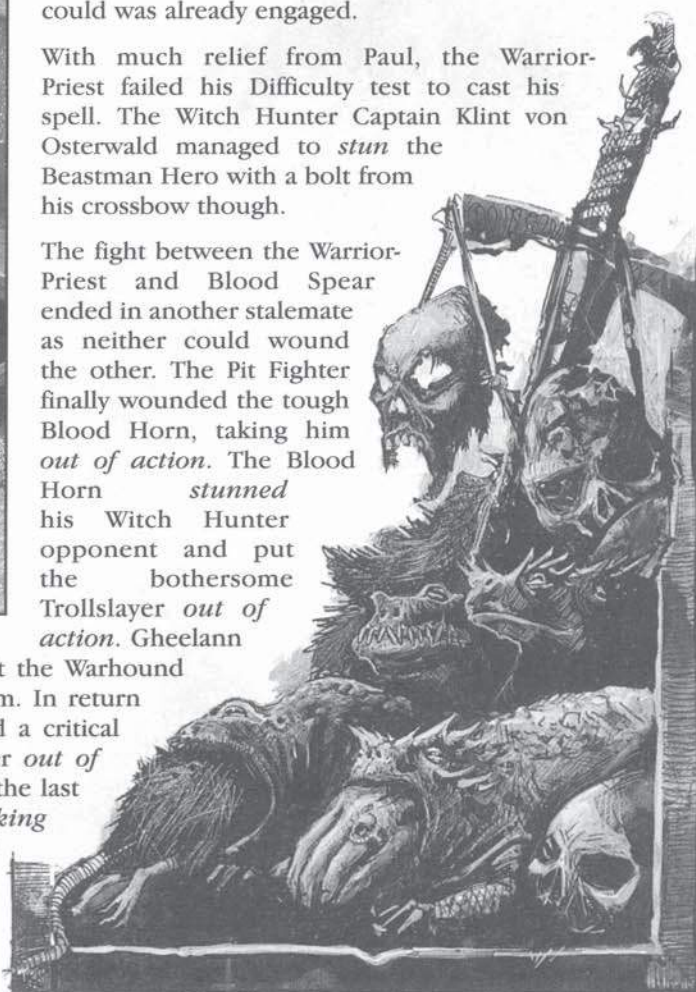 could was already engaged.
With much relief from Paul, the Warrior-
Priest failed his Difficulty test to cast his
spell. The Witch Hunter Captain Klint von
Osterwald managed to stun the
Beastman Hero with a bolt from
his crossbow though.
The fight between the Warrior-
Priest and Blood Spear
ended in another stalemate
as neither could wound
the other. The Pit Fighter
finally wounded the tough
Blood Horn, taking him
out of action. The Blood
Horn stunned
his Witch Hunter
opponent and put
the bothersome
Trollslayer out of
action. Gheelann
the Warhound
In return
a critical
out of
the last